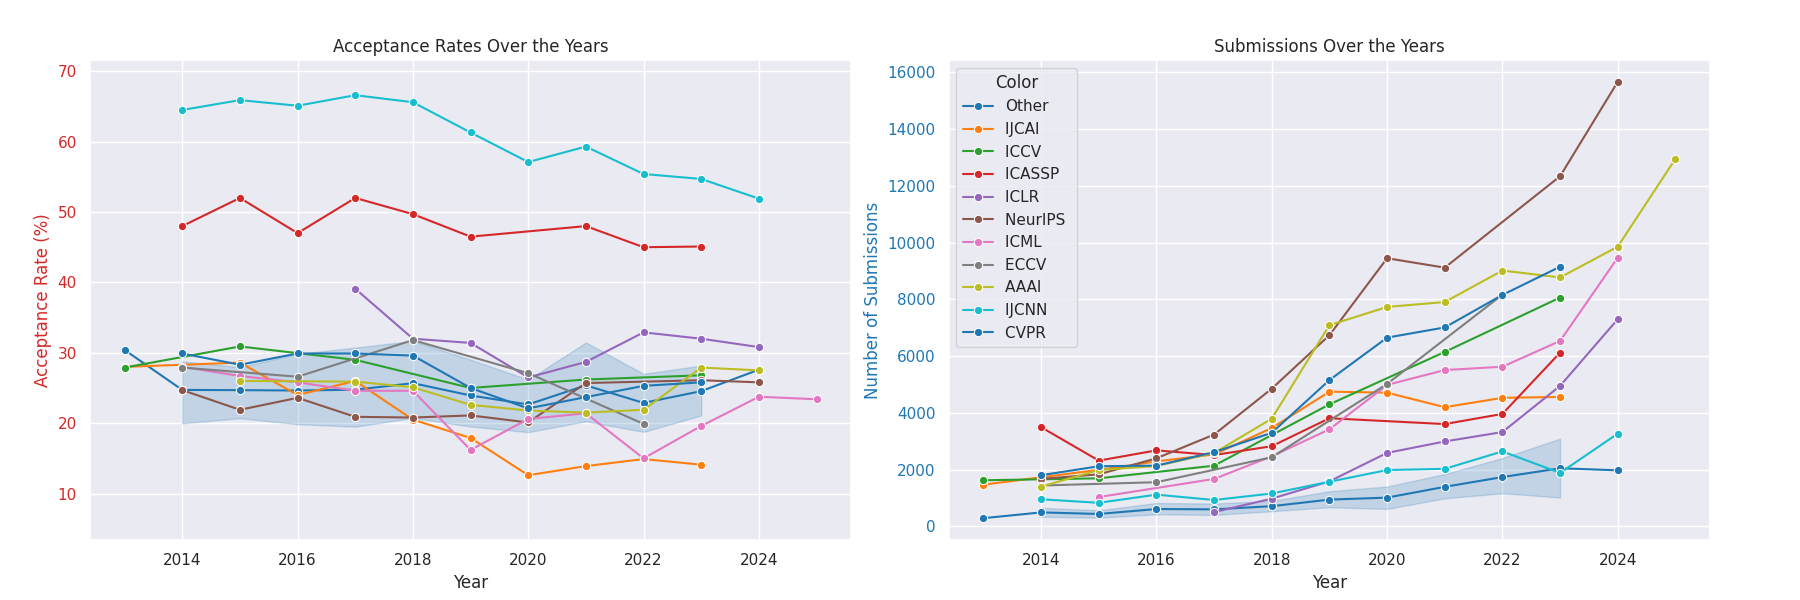 Acceptance Rates Over the Years
70
60
50
40
30
20
10
Acceptance Rate (%)
2014 2016 2018 2020 2022 2024
Year
Submissions Over the Years
16000
14000
12000
10000
8000
6000
4000
2000
0
Number of Submissions
Color
Other
IJCAI
ICCV
ICASSP
ICLR
NeurIPS
ICML
ECCV
AAAI
IJCNN
CVPR
2014 2016 2018 2020 2022 2024
Year